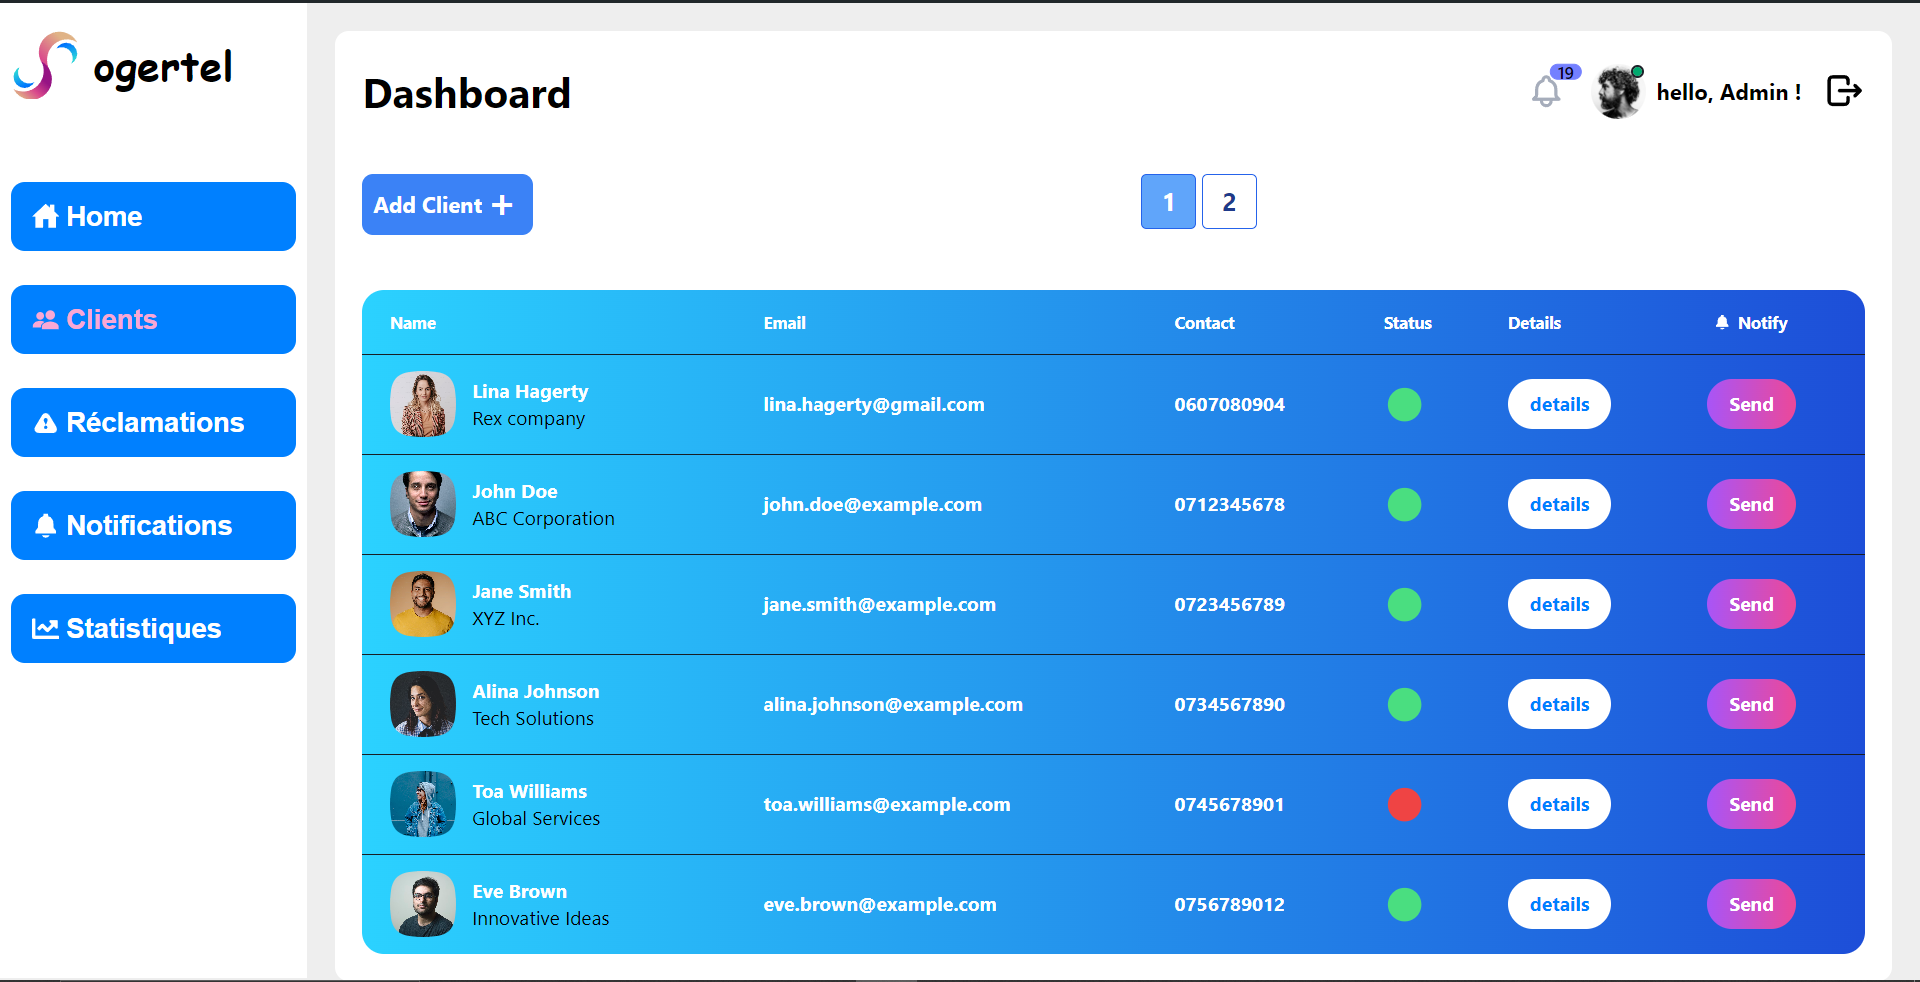 ogertel
Home
Clients
Réclamations
Notifications
Statistiques
Dashboard
19
hello, Admin !
Add Client
1 2
Name Email Contact Status Details Notify
Lina Hagerty
Rex company
lina.hagerty@gmail.com 0607080904 details Send
John Doe
ABC Corporation
john.doe@example.com 0712345678 details Send
Jane Smith
XYZ Inc.
jane.smith@example.com 0723456789 details Send
Alina Johnson
Tech Solutions
alina.johnson@example.com 0734567890 details Send
Toa Williams
Global Services
toa.williams@example.com 0745678901 details Send
Eve Brown
Innovative Ideas
eve.brown@example.com 0756789012 details Send